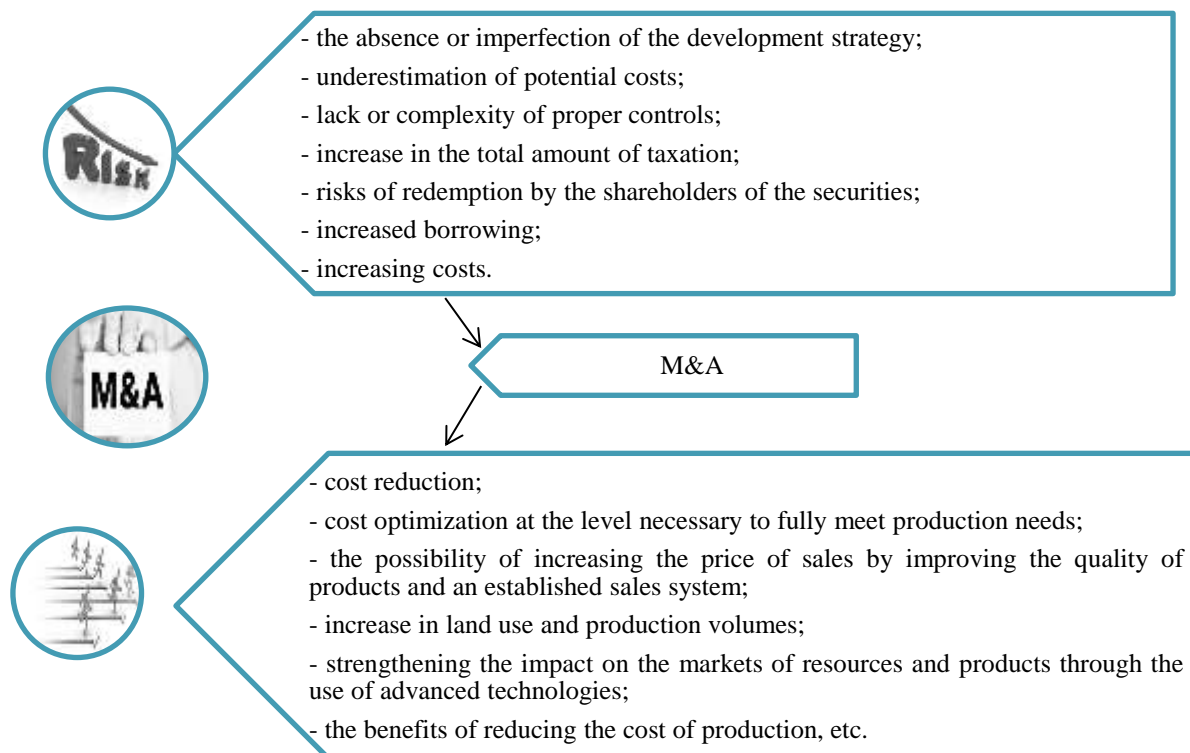 - the absence or imperfection of the development strategy;
- underestimation of potential costs;
- lack or complexity of proper controls;
- increase in the total amount of taxation;
- risks of redemption by the shareholders of the securities;
- increased borrowing;
- increasing costs.
RISK
M&A
M&A
- cost reduction;
- cost optimization at the level necessary to fully meet production needs;
- the possibility of increasing the price of sales by improving the quality of
products and an established sales system;
- increase in land use and production volumes;
- strengthening the impact on the markets of resources and products through the
use of advanced technologies;
- the benefits of reducing the cost of production, etc.